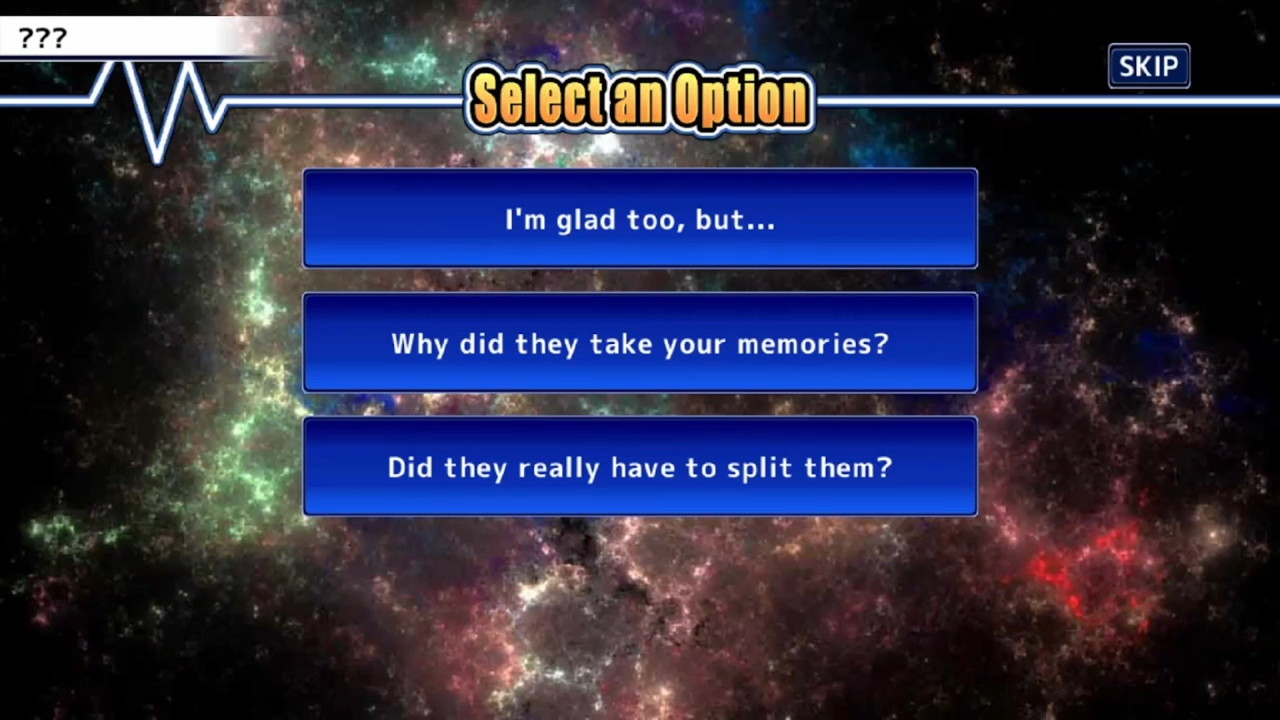 ???
SKIP
Select an Option
I'm glad too, but...
Why did they take your memories?
Did they really have to split them?